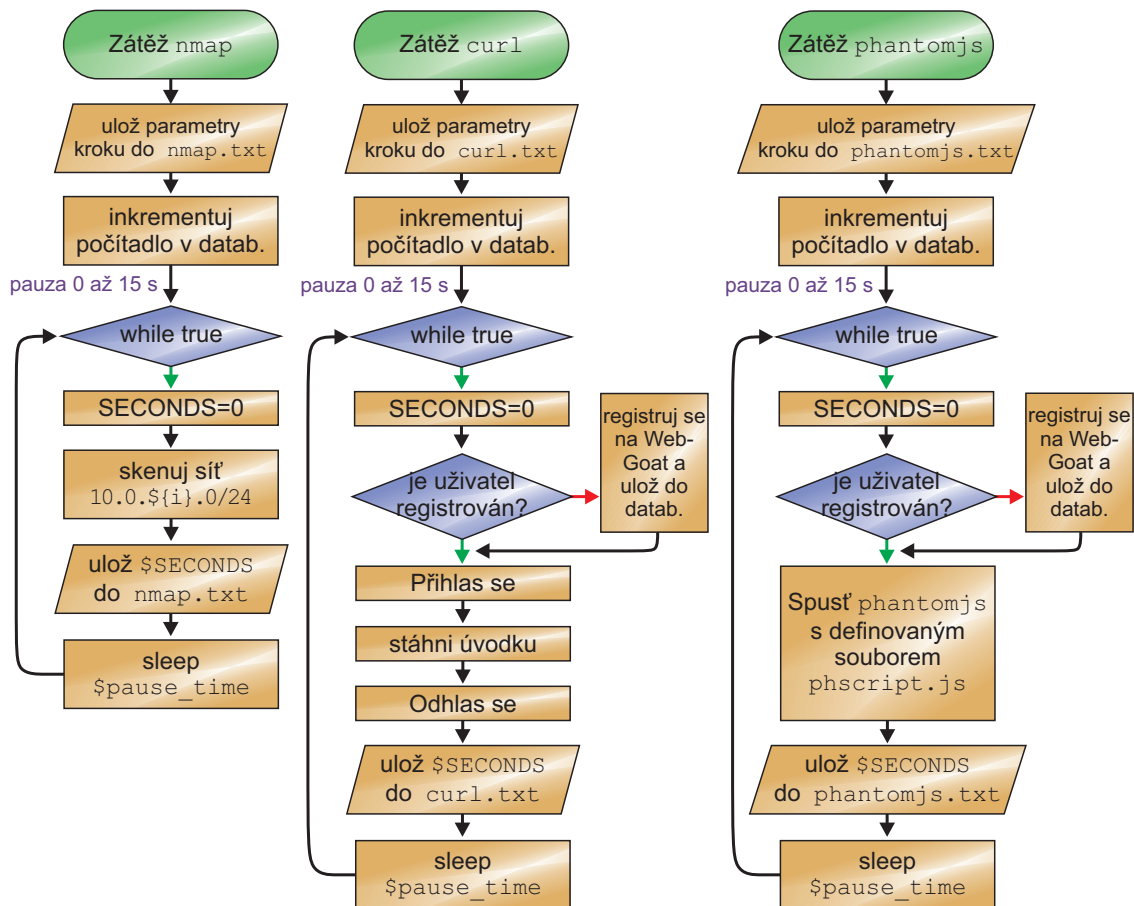 Zátěž nmap
ulož parametry
kroku do nmap.txt
inkrementuj
počítadlo v datab.
pauza 0 až 15 s
while true
SECONDS=0
skenuj síť
10.0.${i}.0/24
ulož $SECONDS
do nmap.txt
sleep
$pause_time
Zátěž curl
ulož parametry
kroku do curl.txt
inkrementuj
počítadlo v datab.
pauza 0 až 15 s
while true
SECONDS=0
je uživatel
registrován?
registruj se
na Web-
Goat a
ulož do
datab.
Přihlas se
stáhni úvodku
Odhlas se
ulož $SECONDS
do curl.txt
sleep
$pause_time
Zátěž phantomjs
ulož parametry
kroku do phantomjs.txt
inkrementuj
počítadlo v datab.
pauza 0 až 15 s
while true
SECONDS=0
je uživatel
registrován?
registruj se
na Web-
Goat a
ulož do
datab.
Spusť phantomjs
s definovaným
souborem
phscript.js
ulož $SECONDS
do phantomjs.txt
sleep
$pause_time